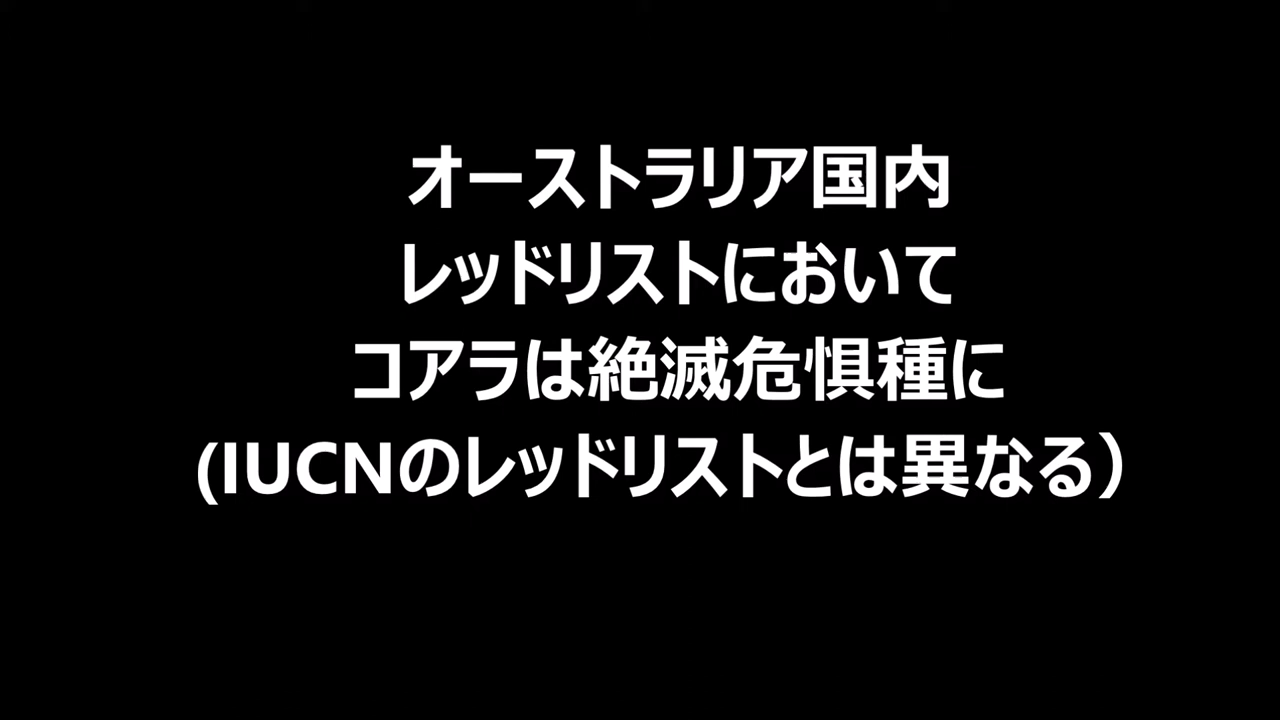 オーストラリア国内
レッドリストにおいて
コアラは絶滅危惧種に
(IUCNのレッドリストとは異なる）